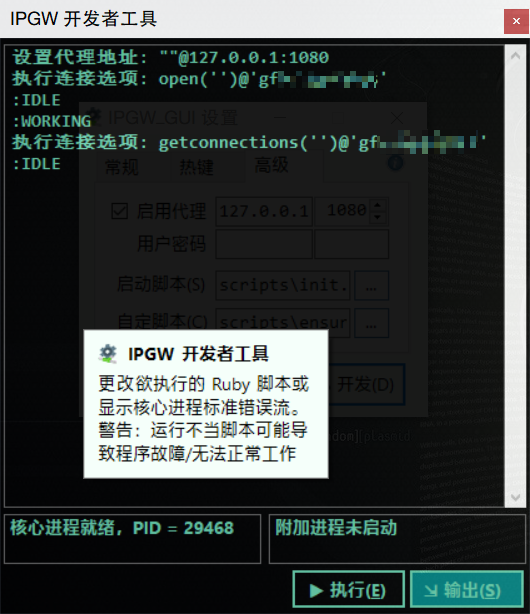 IPGW 开发者工具
设置代理地址: ""@127.0.0.1:1080
执行连接选项: open('')@'gf
:IDLE
IPGW_GUI 设置
:WORKING
执行连接选项: getconnections('')@'gf
:IDLE
常规 热键 高级
启用代理 127.0.0.1 1080
用户密码
启动脚本(S) scripts\init. ...
自定脚本(C) scripts\ensur ...
IPGW 开发者工具
更改欲执行的 Ruby 脚本或
显示核心进程标准错误流。
警告: 运行不当脚本可能导
致程序故障/无法正常工作
开发(D)
核心进程就绪, PID = 29468
附加进程未启动
执行(E)
输出(S)